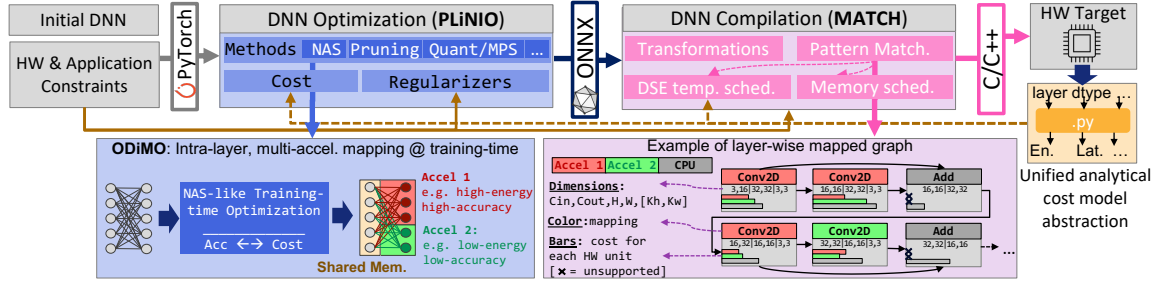 Initial DNN
HW & Application
Constraints
PyTorch
DNN Optimization (PLiNIO)
Methods NAS Pruning Quant/MPS ...
Cost
Regularizers
ONNX
DNN Compilation (MATCH)
Transformations
Pattern Match.
DSE temp. sched.
Memory sched.
C/C++
HW Target
layer dtype ...
.py
En. Lat. ...
Unified analytical
cost model
abstraction
ODiMO: Intra-layer, multi-accel. mapping @ training-time
NAS-like Training-
time Optimization
Acc ←→ Cost
Shared Mem.
Accel 1
e.g. high-energy
high-accuracy
Accel 2:
e.g. low-energy
low-accuracy
Example of layer-wise mapped graph
Accel 1 Accel 2 CPU
Dimensions:
Cin,Cout,H,W,[Kh,Kw]
Color:mapping
Bars: cost for
each HW unit
[x = unsupported]
Conv2D
3,16|32,32|3,3
Conv2D
16,16|32,32|3,3
Add
16,16|32,32
Conv2D
16,32|16,16|3,3
Conv2D
32,32|16,16|3,3
Add
32,32|16,16
...